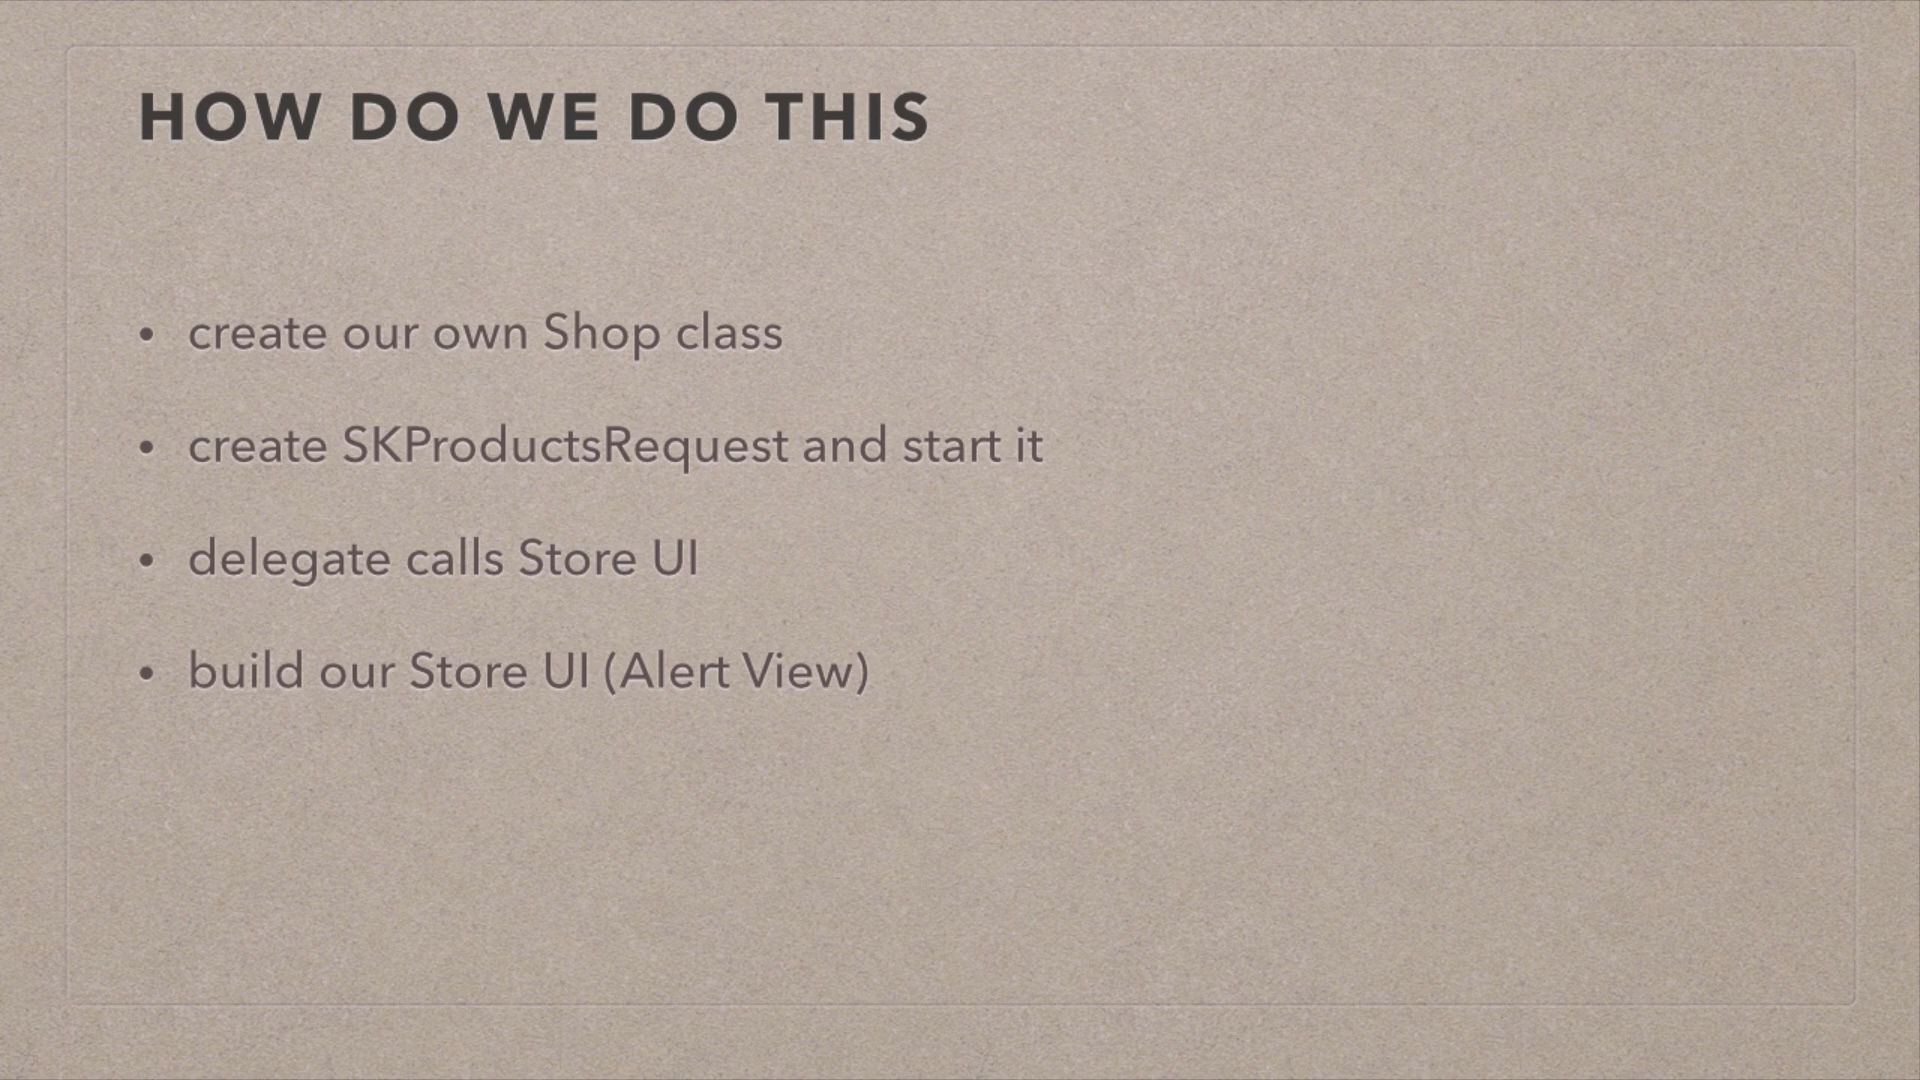 HOW DO WE DO THIS
• create our own Shop class
• create SKProductsRequest and start it
• delegate calls Store UI
• build our Store UI (Alert View)